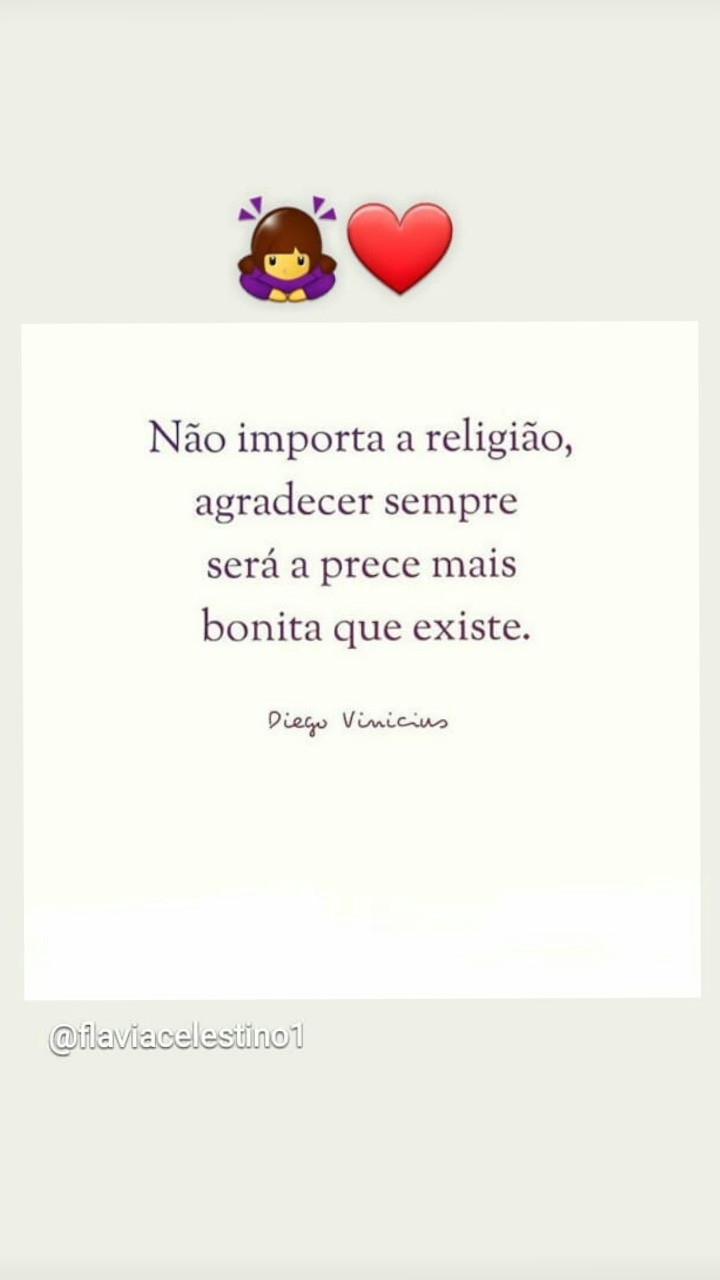 Não importa a religião,
agradecer sempre
será a prece mais
bonita que existe.
Diego Vinicius
@flaviacelestino1